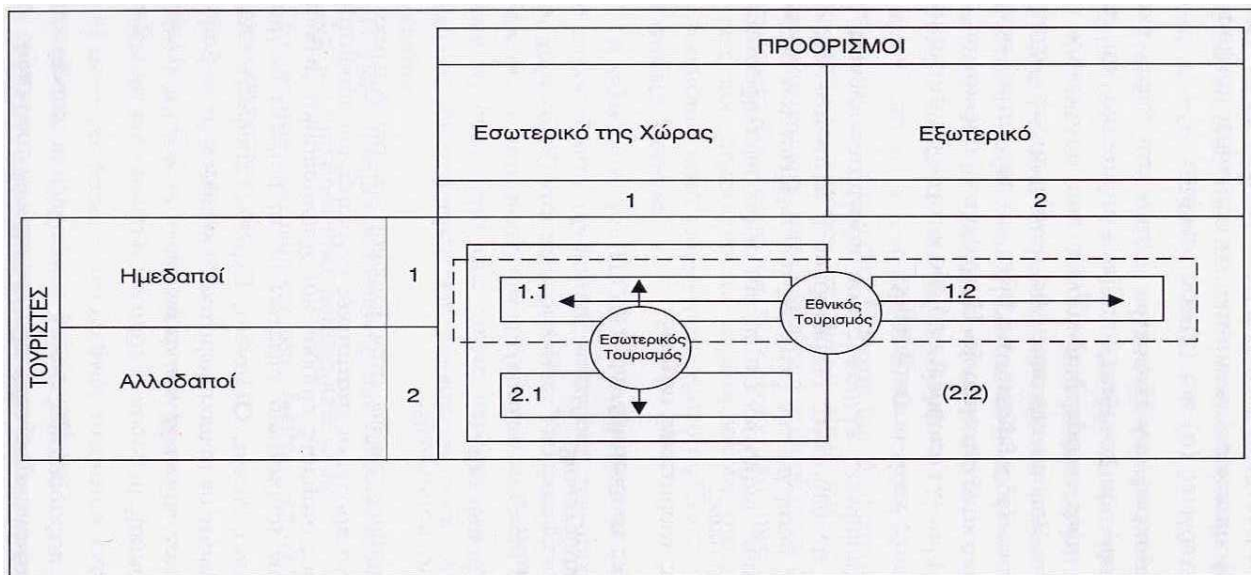 ΠΡΟΟΡΙΣΜΟΙ
Εσωτερικό της Χώρας
Εξωτερικό
1
2
ΤΟΥΡΙΣΤΕΣ
Ημεδαποί
1
1.1
Εθνικός
Τουρισμός
1.2
Εσωτερικός
Τουρισμός
Αλλοδαποί
2
2.1
(2.2)